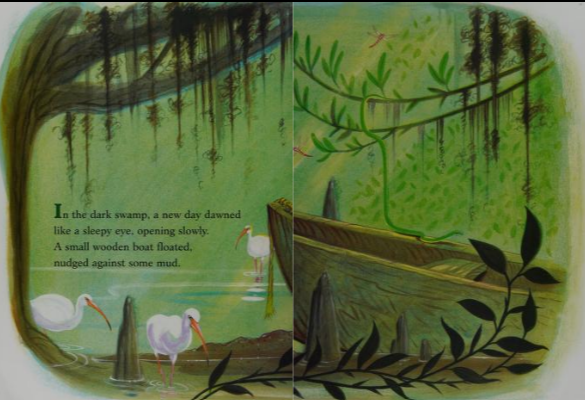 In the dark swamp, a new day dawned
like a sleepy eye, opening slowly.
A small wooden boat floated,
nudged against some mud.